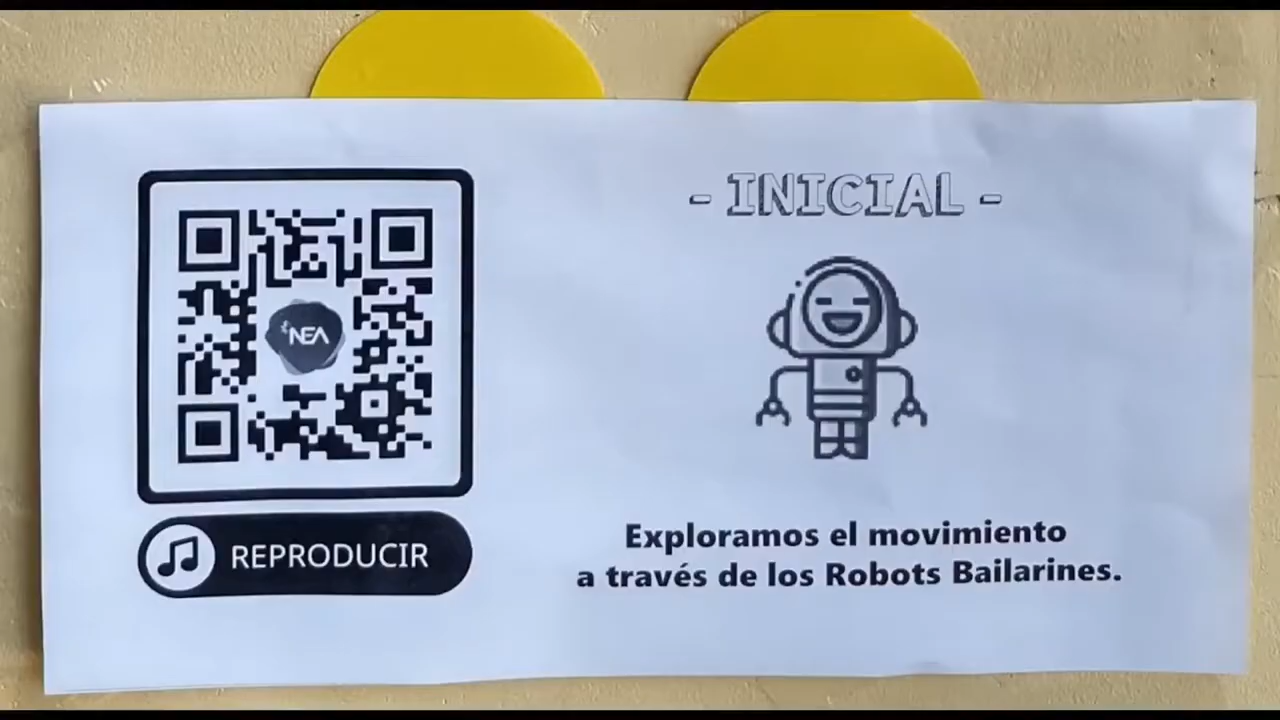 - INICIAL -
NEA
REPRODUCIR
Exploramos el movimiento
a través de los Robots Bailarines.